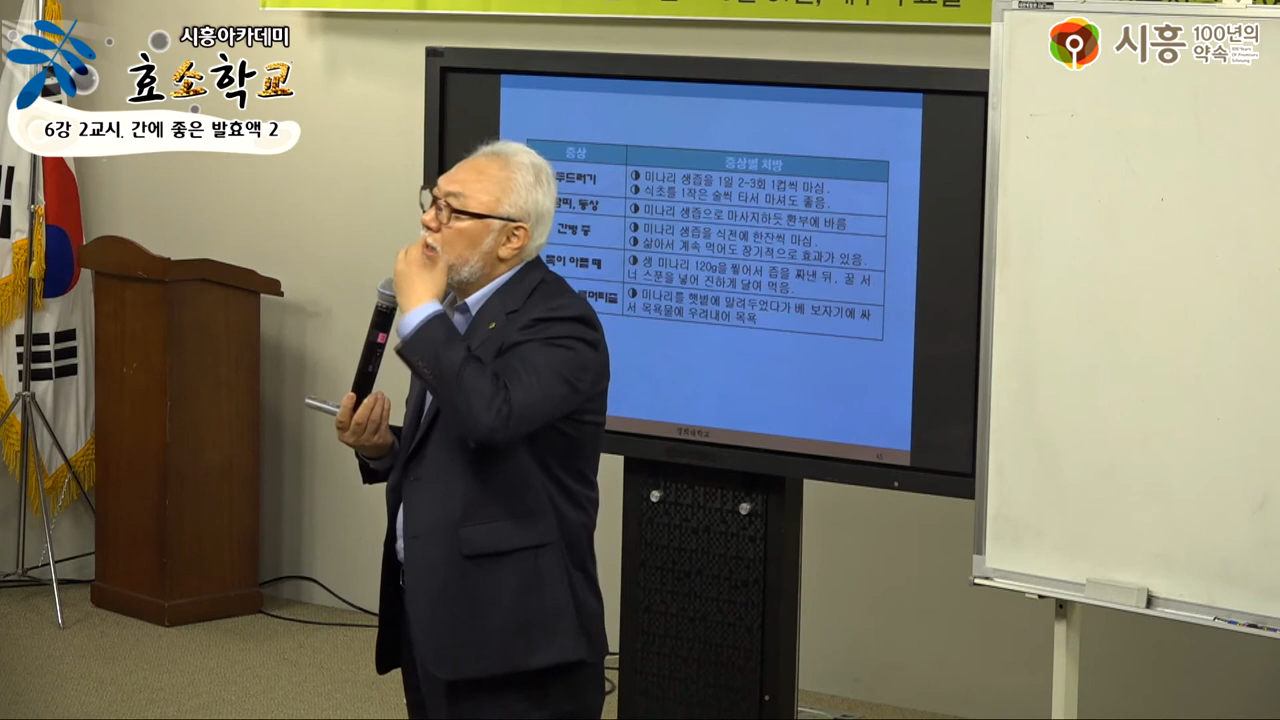 시흥아카데미
효소학교
6강 2교시. 간에 좋은 발효액 2
시흥 100년의 약속
증상 증상별 처방
두드러기
미나리 생즙을 1일 2~3회 1컵씩 마심.
식초를 1작은 술씩 타서 마셔도 좋음.
동상
미나리 생즙으로 마사지하듯 환부에 바름
간병 중
미나리 생즙을 식전에 한잔씩 마심.
삶아서 계속 먹어도 장기적으로 효과가 있음.
목이 아플 때
생 미나리 120g을 찧어서 즙을 짜낸 뒤, 꿀 서
너 스푼을 넣어 진하게 달여 먹음.
미나리를 햇볕에 말려두었다가 베 보자기에 싸
서 목욕물에 우려내어 목욕